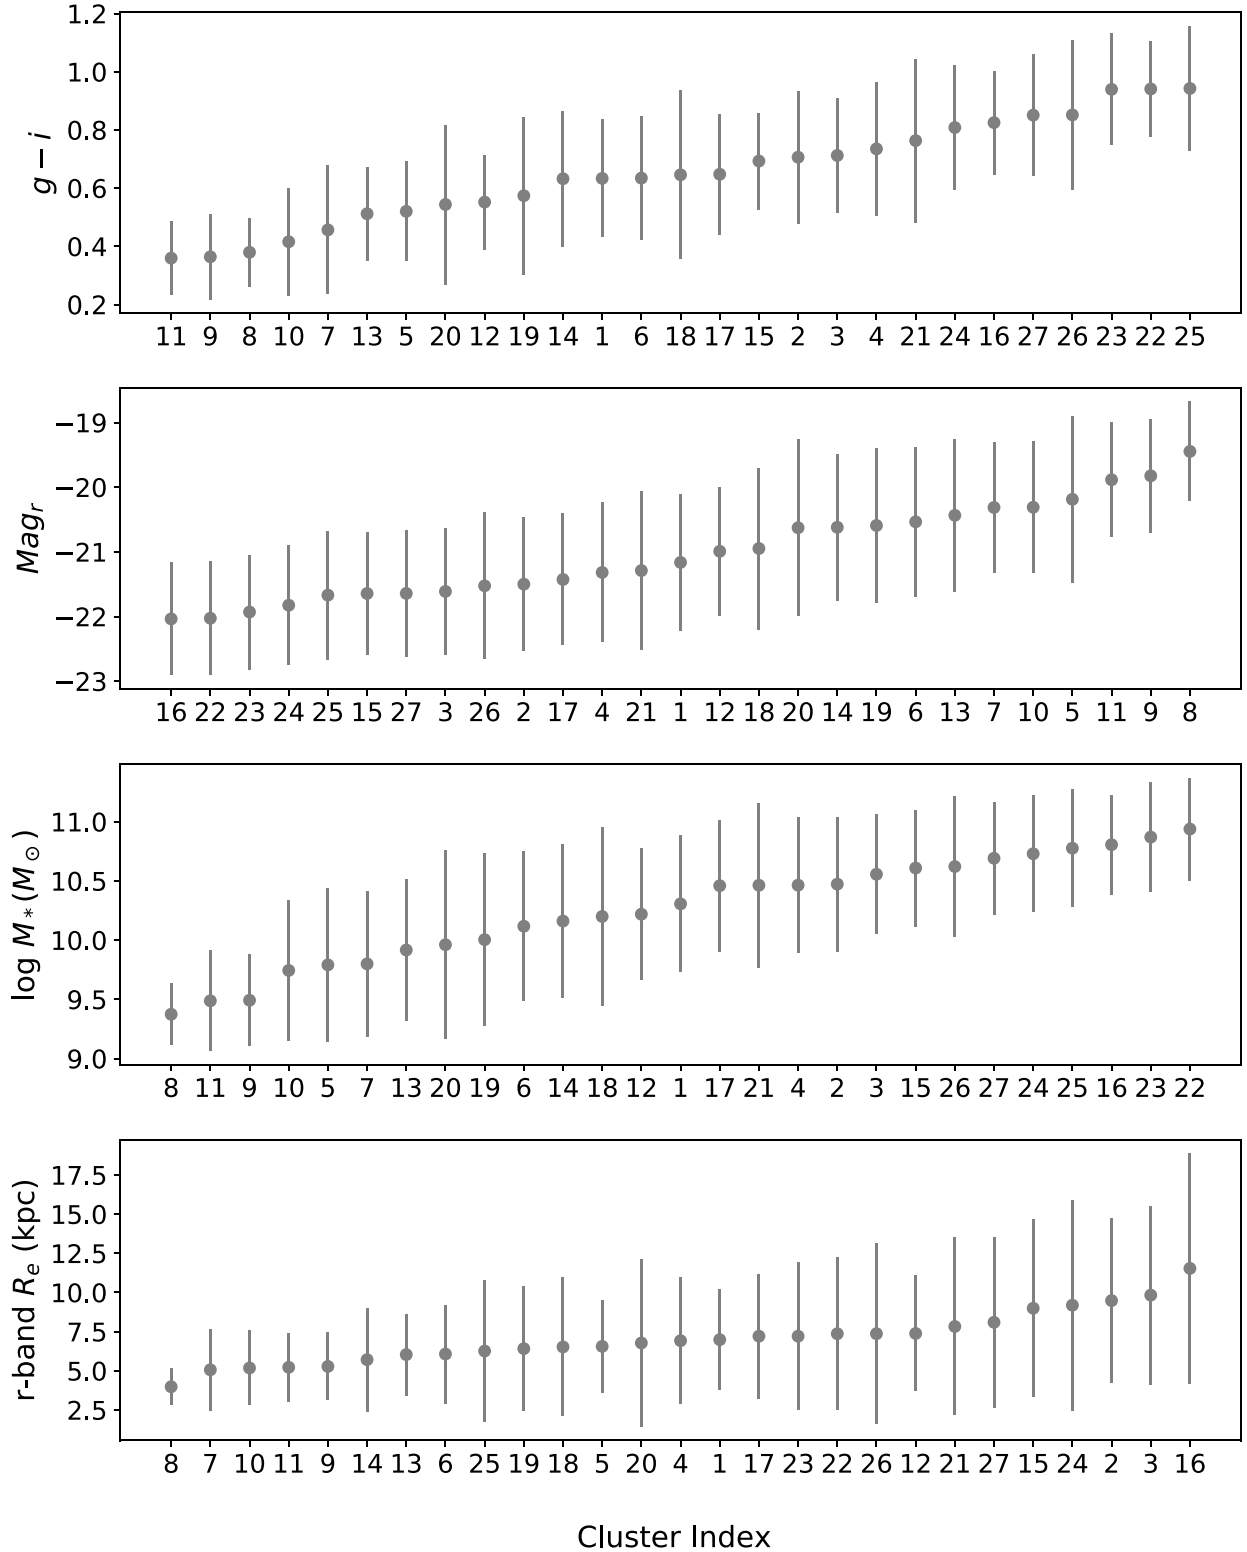 g − i
1.2
1.0
0.8
0.6
0.4
0.2
11 9 8 10 7 13 5 20 12 19 14 1 6 18 17 15 2 3 4 21 24 16 27 26 23 22 25
Mag_r
−19
−20
−21
−22
−23
16 22 23 24 25 15 27 3 26 2 17 4 21 1 12 18 20 14 19 6 13 7 10 5 11 9 8
log M_*(M_⊙)
11.0
10.5
10.0
9.5
9.0
8 11 9 10 5 7 13 20 19 6 14 18 12 1 17 21 4 2 3 15 26 27 24 25 16 23 22
r-band R_e (kpc)
17.5
15.0
12.5
10.0
7.5
5.0
2.5
8 7 10 11 9 14 13 6 25 19 18 5 20 4 1 17 23 22 26 12 21 27 15 24 2 3 16
Cluster Index